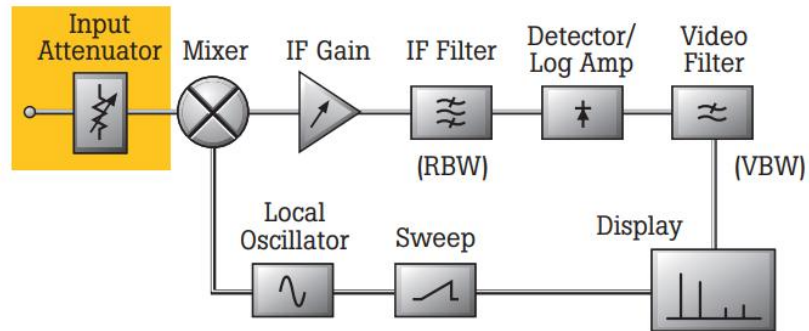 Input
Attenuator
Mixer
IF Gain
IF Filter
Detector/
Log Amp
Video
Filter
(RBW)
(VBW)
Local
Oscillator
Sweep
Display